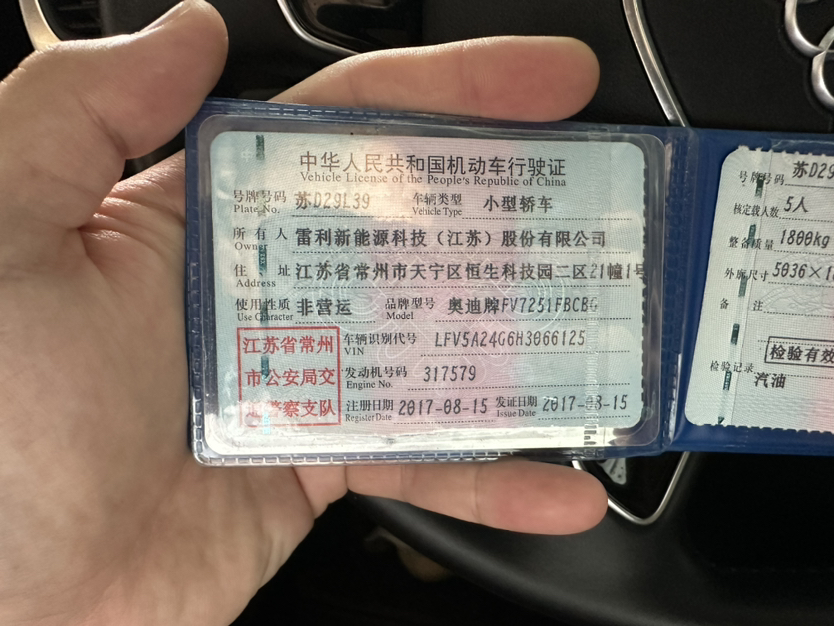 中华人民共和国机动车行驶证
Vehicle License of the People's Republic of China
号牌号码 苏D29L39 车辆类型 小型轿车
Plate No. Vehicle Type
所有人 雷利新能源科技（江苏）股份有限公司
Owner
住址 江苏省常州市天宁区恒生科技园二区21幢1号
Address
使用性质 非营运 品牌型号 奥迪牌FV7251FBCBG
Use Character Model
江苏省常州
市公安局交
通警察支队
车辆识别代号 LFV5A24G6H3066125
VIN
发动机号码 317579
Engine No.
注册日期 2017-08-15 发证日期 2017-08-15
Register Date Issue Date
号牌号码 苏D29
核定载人数 5人
整备质量 1800kg
外廓尺寸 5036×1
备注
检验有效
检验记录
汽油